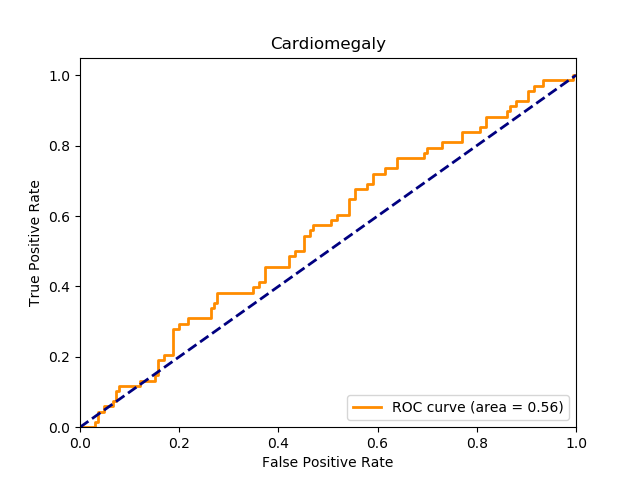 Cardiomegaly
True Positive Rate
1.0
0.8
0.6
0.4
0.2
0.0
0.0 0.2 0.4 0.6 0.8 1.0
False Positive Rate
ROC curve (area = 0.56)